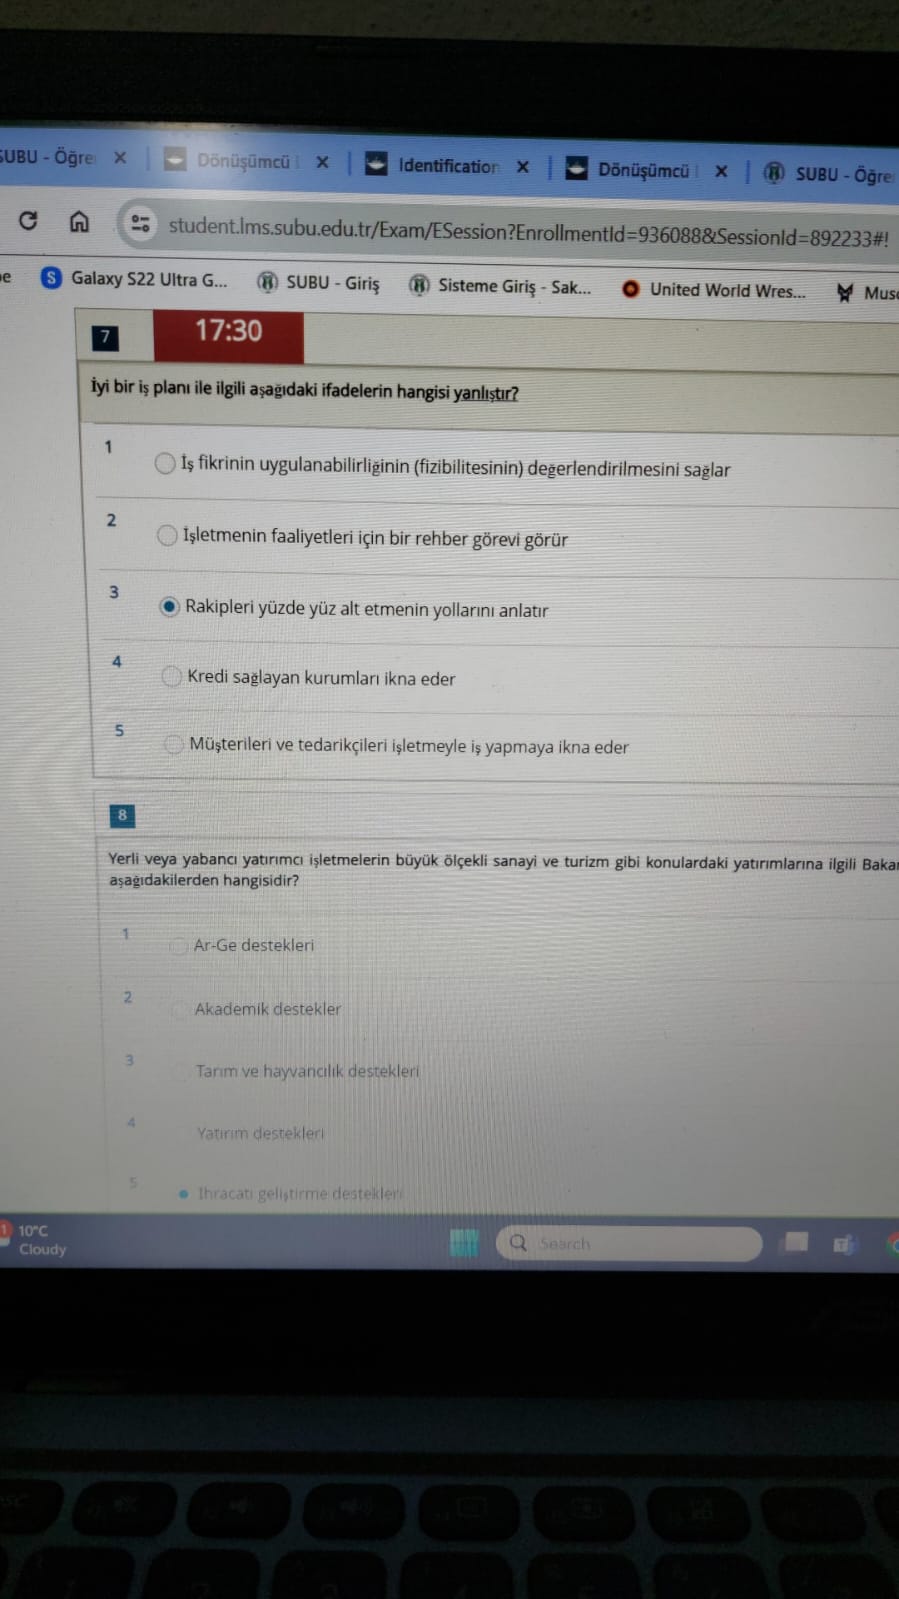 SUBU - Öğre
Dönüşümcü
Identification
Dönüşümcü
SUBU - Öğre
student.lms.subu.edu.tr/Exam/ESession?EnrollmentId=936088&SessionId=892233#!
Galaxy S22 Ultra G...
SUBU - Giriş
Sisteme Giriş - Sak...
United World Wres...
7
17:30
İyi bir iş planı ile ilgili aşağıdaki ifadelerin hangisi yanlıştır?
1
İş fikrinin uygulanabilirliğinin (fizibilitesinin) değerlendirilmesini sağlar
2
İşletmenin faaliyetleri için bir rehber görevi görür
3
Rakipleri yüzde yüz alt etmenin yollarını anlatır
4
Kredi sağlayan kurumları ikna eder
5
Müşterileri ve tedarikçileri işletmeyle iş yapmaya ikna eder
8
Yerli veya yabancı yatırımcı işletmelerin büyük ölçekli sanayi ve turizm gibi konulardaki yatırımlarına ilgili Bakan
aşağıdakilerden hangisidir?
1
Ar-Ge destekleri
2
Akademik destekler
3
Tarım ve hayvancılık destekleri
4
Yatırım destekleri
5
İhracatı geliştirme destekleri
1
10°C
Cloudy
Search